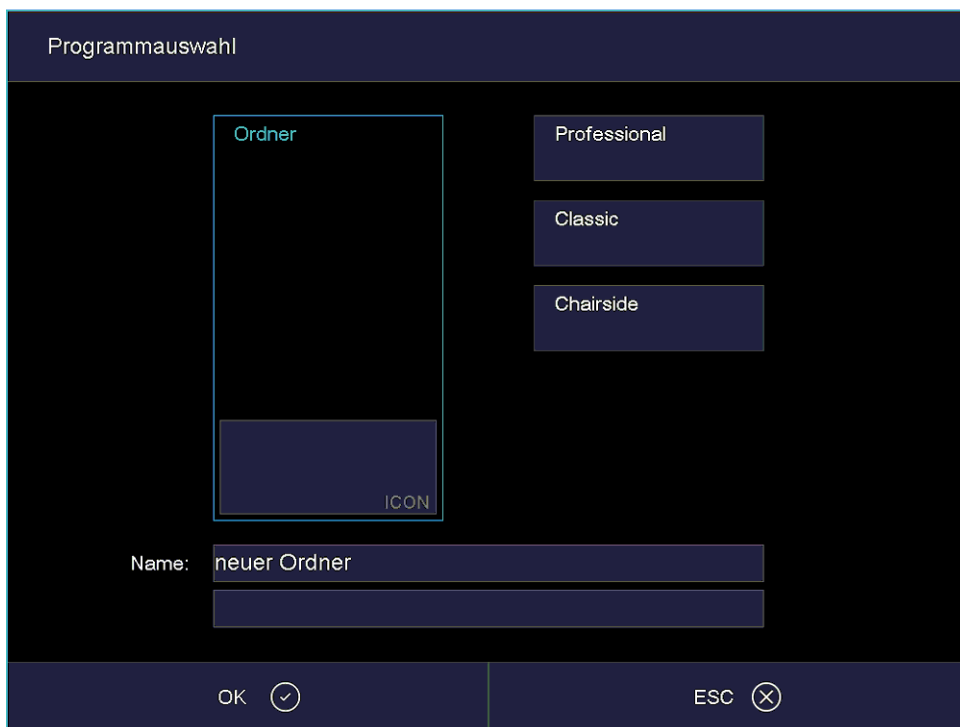 Programmauswahl
Ordner
ICON
Professional
Classic
Chairside
Name: neuer Ordner
OK
ESC